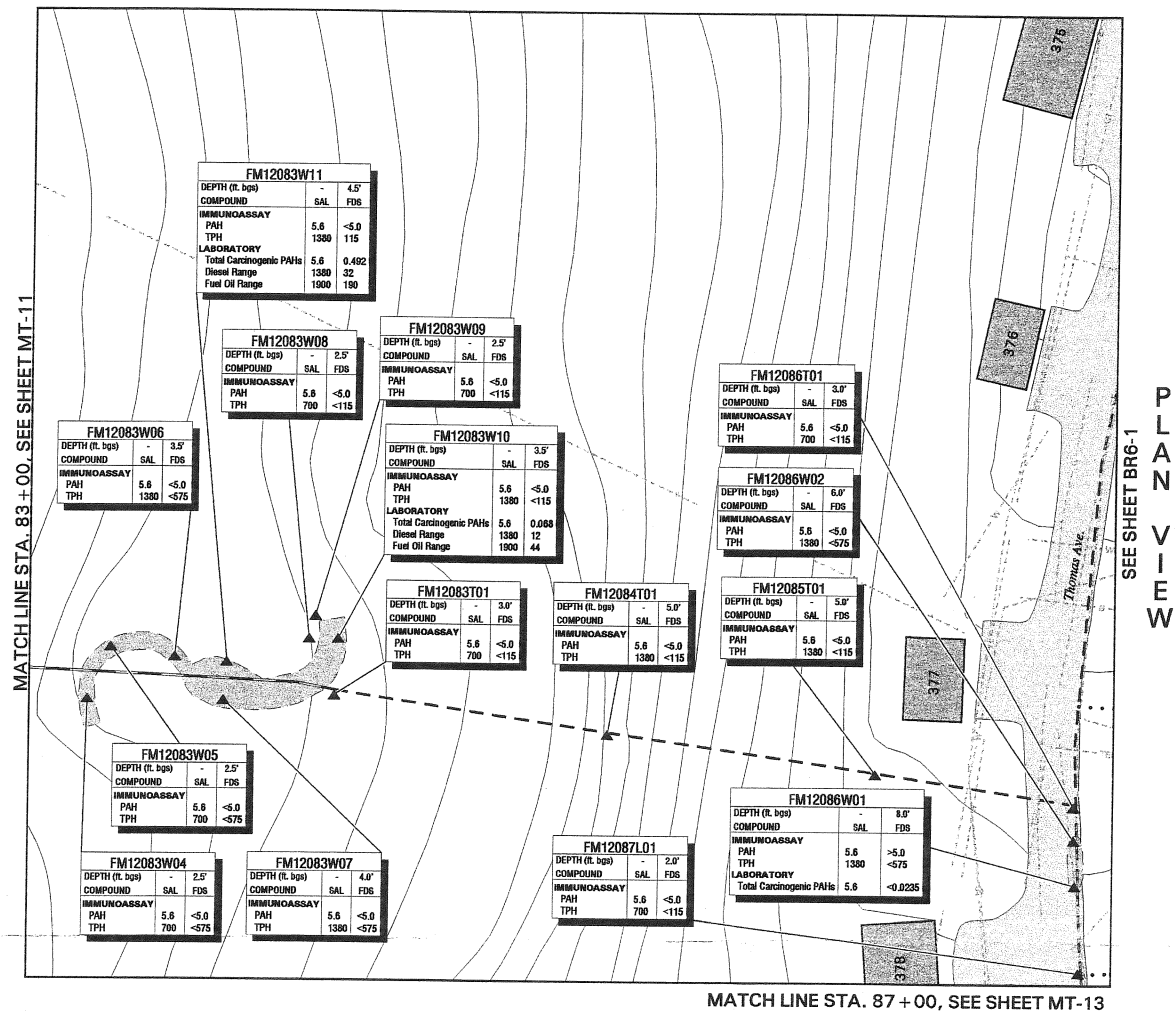 375
FM12083W11
DEPTH (ft. bgs) - 4.5'
COMPOUND SAL FDS
IMMUNOASSAY
PAH 5.6 <5.0
TPH 1380 115
LABORATORY
Total Carcinogenic PAHs 5.6 0.492
Diesel Range 1380 32
Fuel Oil Range 1900 190
FM12083W08
DEPTH (ft. bgs) - 2.5'
COMPOUND SAL FDS
IMMUNOASSAY
PAH 5.6 <5.0
TPH 700 <115
FM12083W09
DEPTH (ft. bgs) - 2.5'
COMPOUND SAL FDS
IMMUNOASSAY
PAH 5.6 <5.0
TPH 700 <115
376
FM12083W06
DEPTH (ft. bgs) - 3.5'
COMPOUND SAL FDS
IMMUNOASSAY
PAH 5.6 <5.0
TPH 1380 <575
FM12083W10
DEPTH (ft. bgs) - 3.5'
COMPOUND SAL FDS
IMMUNOASSAY
PAH 5.6 <5.0
TPH 1380 <115
LABORATORY
Total Carcinogenic PAHs 5.6 0.068
Diesel Range 1380 12
Fuel Oil Range 1900 44
FM12086T01
DEPTH (ft. bgs) - 3.0'
COMPOUND SAL FDS
IMMUNOASSAY
PAH 5.6 <5.0
TPH 700 <115
FM12086W02
DEPTH (ft. bgs) - 6.0'
COMPOUND SAL FDS
IMMUNOASSAY
PAH 5.6 <5.0
TPH 1380 <575
FM12083T01
DEPTH (ft. bgs) - 3.0'
COMPOUND SAL FDS
IMMUNOASSAY
PAH 5.6 <5.0
TPH 700 <115
FM12084T01
DEPTH (ft. bgs) - 5.0'
COMPOUND SAL FDS
IMMUNOASSAY
PAH 5.6 <5.0
TPH 1380 <115
FM12085T01
DEPTH (ft. bgs) - 5.0'
COMPOUND SAL FDS
IMMUNOASSAY
PAH 5.6 <5.0
TPH 1380 <115
Thomas Ave.
377
FM12083W05
DEPTH (ft. bgs) - 2.5'
COMPOUND SAL FDS
IMMUNOASSAY
PAH 5.6 <5.0
TPH 700 <575
FM12086W01
DEPTH (ft. bgs) - 8.0'
COMPOUND SAL FDS
IMMUNOASSAY
PAH 5.6 >5.0
TPH 1380 <575
LABORATORY
Total Carcinogenic PAHs 5.6 <0.0235
FM12083W04
DEPTH (ft. bgs) - 2.5'
COMPOUND SAL FDS
IMMUNOASSAY
PAH 5.6 <5.0
TPH 700 <575
FM12083W07
DEPTH (ft. bgs) - 4.0'
COMPOUND SAL FDS
IMMUNOASSAY
PAH 5.6 <5.0
TPH 1380 <575
FM12087L01
DEPTH (ft. bgs) - 2.0'
COMPOUND SAL FDS
IMMUNOASSAY
PAH 5.6 <5.0
TPH 700 <115
378
MATCH LINE STA. 83+00, SEE SHEET MT-11
SEE SHEET BR6-1
PLAN VIEW
MATCH LINE STA. 87+00, SEE SHEET MT-13